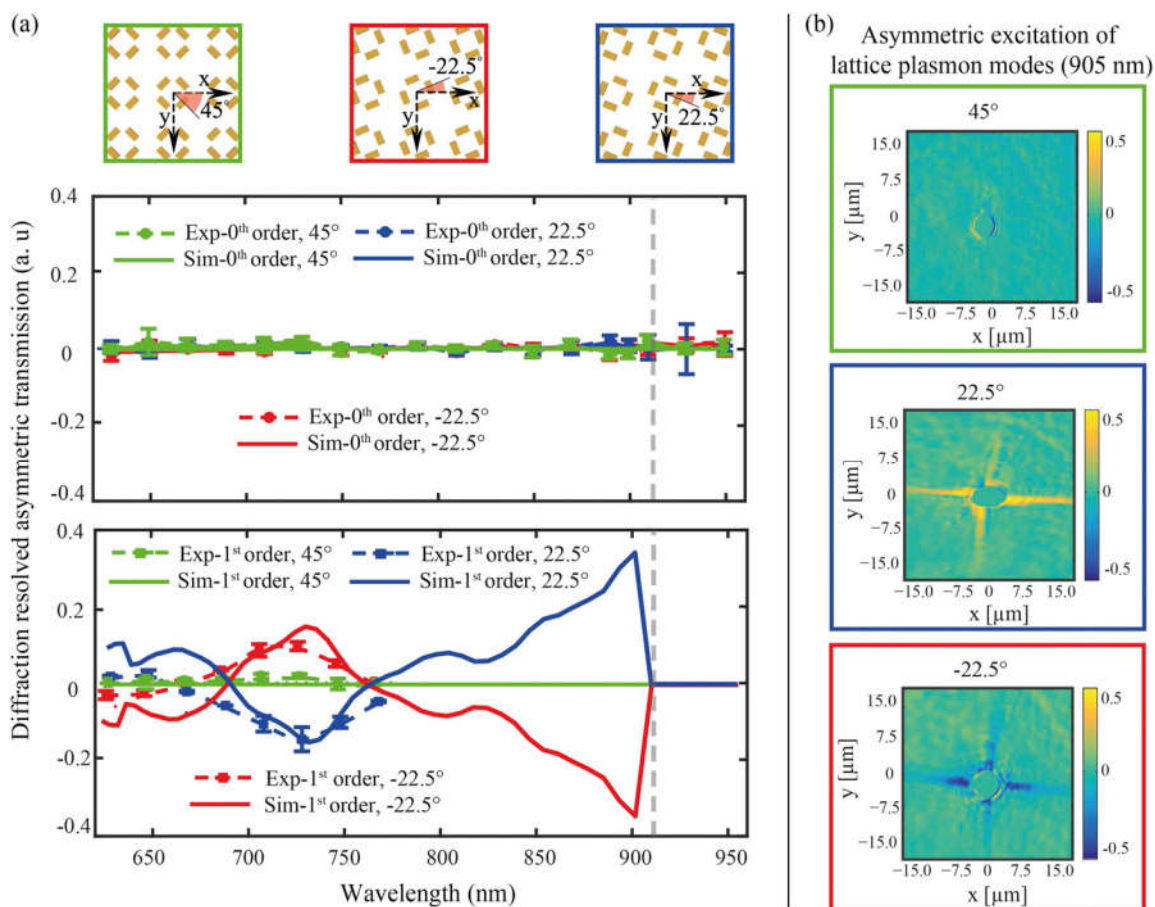 (a)
x
45°
y
-22.5°
x
y
x
22.5°
y
Diffraction resolved asymmetric transmission (a. u)
0.4
0.2
0
-0.2
-0.4
Exp-0th order, 45°
Sim-0th order, 45°
Exp-0th order, 22.5°
Sim-0th order, 22.5°
Exp-0th order, -22.5°
Sim-0th order, -22.5°
0.4
0.2
0
-0.2
-0.4
Exp-1st order, 45°
Sim-1st order, 45°
Exp-1st order, 22.5°
Sim-1st order, 22.5°
Exp-1st order, -22.5°
Sim-1st order, -22.5°
650 700 750 800 850 900 950
Wavelength (nm)
(b)
Asymmetric excitation of
lattice plasmon modes (905 nm)
45°
y [μm]
15.0
7.5
0
−7.5
−15.0
−15.0 −7.5 0 7.5 15.0
x [μm]
0.5
0
-0.5
22.5°
y [μm]
15.0
7.5
0
−7.5
−15.0
−15.0 −7.5 0 7.5 15.0
x [μm]
0.5
0
-0.5
-22.5°
y [μm]
15.0
7.5
0
−7.5
−15.0
−15.0 −7.5 0 7.5 15.0
x [μm]
0.5
0
-0.5